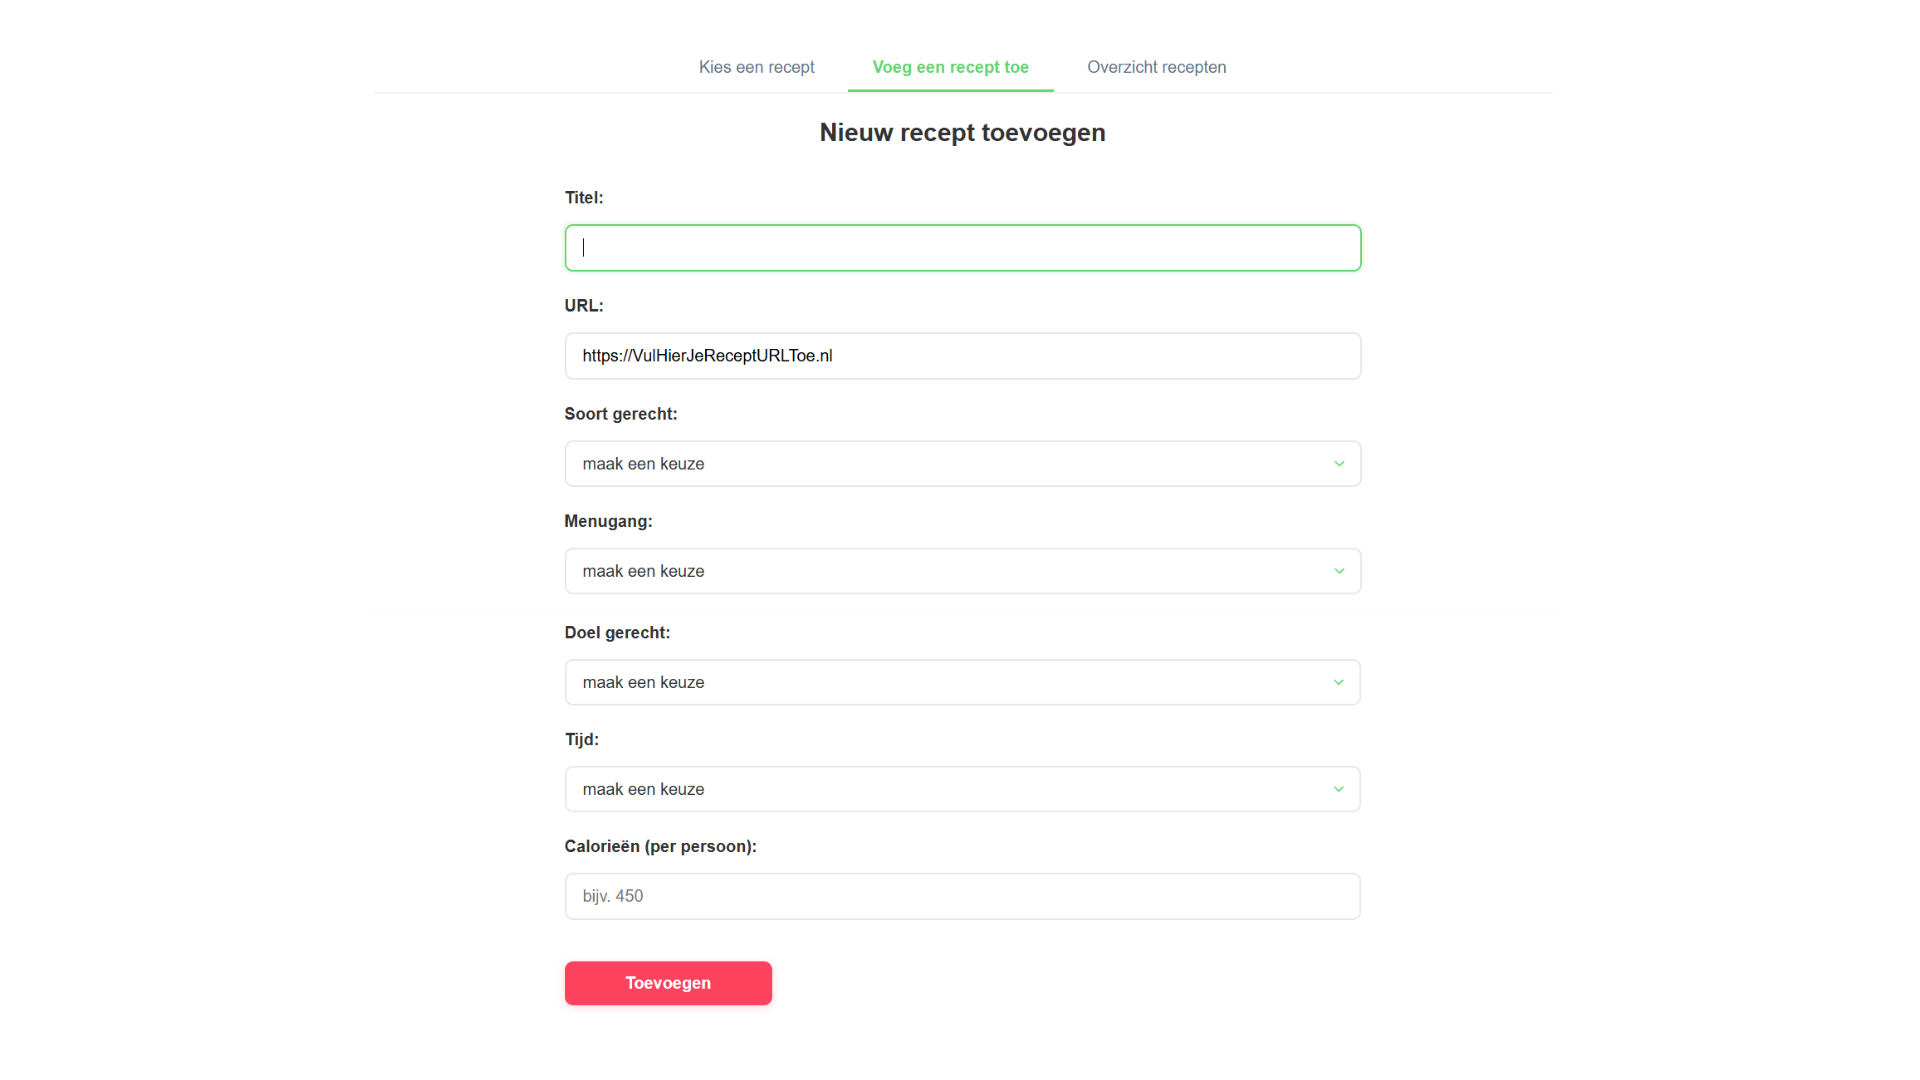 Kies een recept Voeg een recept toe Overzicht recepten
Nieuw recept toevoegen
Titel:
URL:
https://VulHierJeReceptURLToe.nl
Soort gerecht:
maak een keuze
Menugang:
maak een keuze
Doel gerecht:
maak een keuze
Tijd:
maak een keuze
Calorieën (per persoon):
bijv. 450
Toevoegen